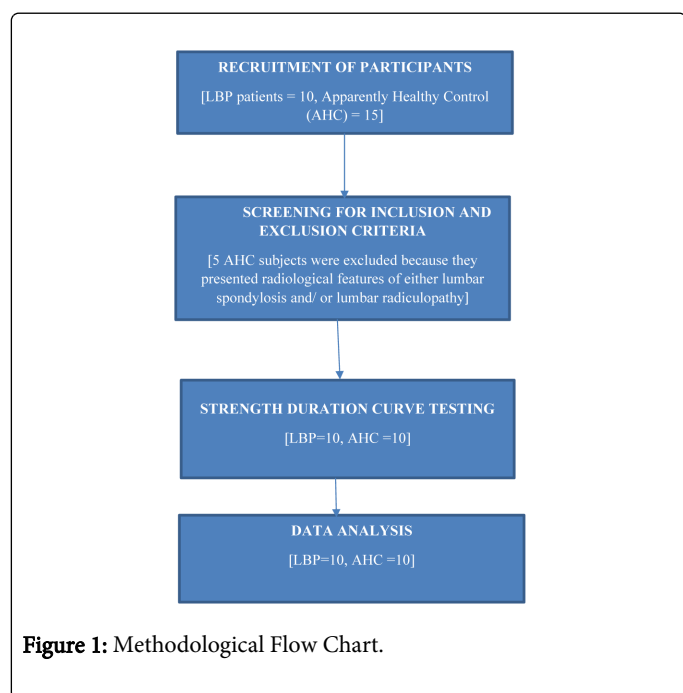 RECRUITMENT OF PARTICIPANTS
[LBP patients = 10, Apparently Healthy Control
(AHC) = 15]
SCREENING FOR INCLUSION AND
EXCLUSION CRITERIA
[5 AHC subjects were excluded because they
presented radiological features of either lumbar
spondylosis and/ or lumbar radiculopathy]
STRENGTH DURATION CURVE TESTING
[LBP=10, AHC =10]
DATA ANALYSIS
[LBP=10, AHC =10]
Figure 1: Methodological Flow Chart.